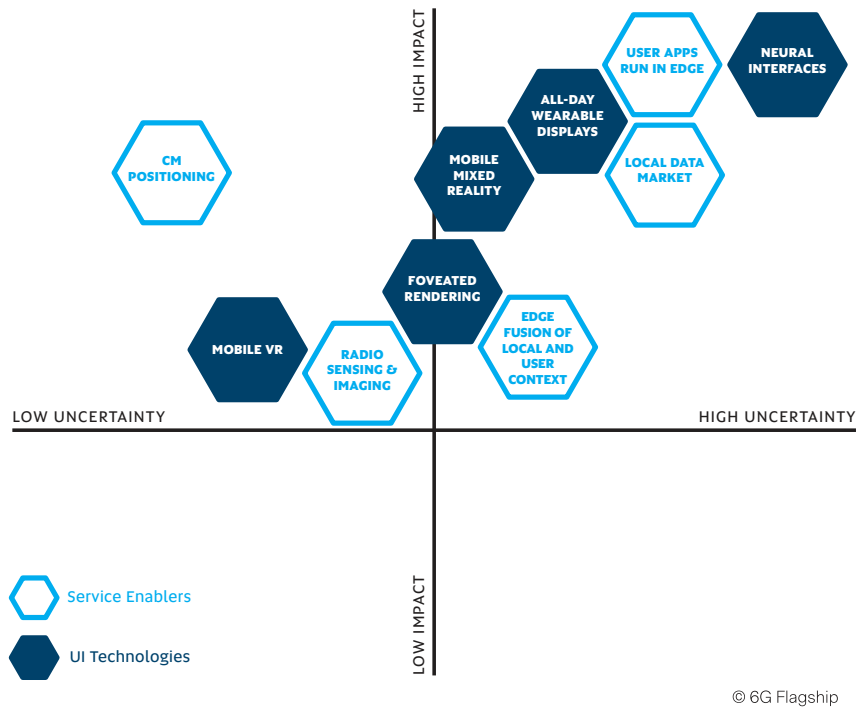 HIGH IMPACT
USER APPS
RUN IN EDGE
NEURAL
INTERFACES
ALL-DAY
WEARABLE
DISPLAYS
CM
POSITIONING
MOBILE
MIXED
REALITY
LOCAL DATA
MARKET
FOVEATED
RENDERING
MOBILE VR
RADIO
SENSING &
IMAGING
EDGE
FUSION OF
LOCAL AND
USER
CONTEXT
LOW UNCERTAINTY
HIGH UNCERTAINTY
LOW IMPACT
Service Enablers
UI Technologies
© 6G Flagship